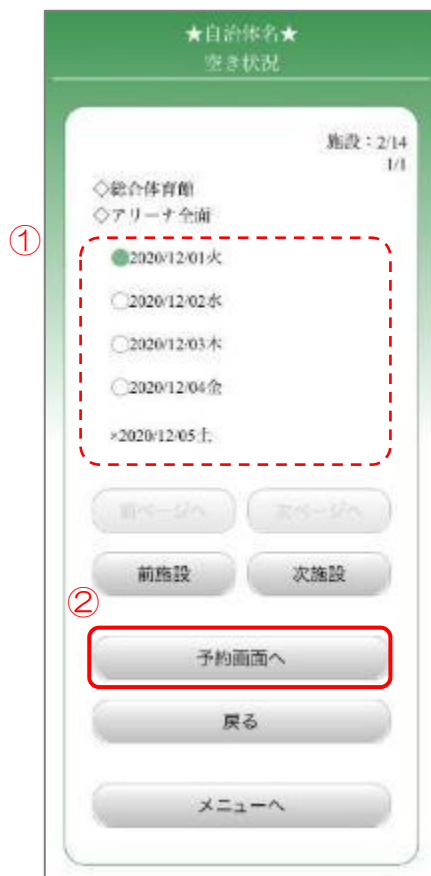 ★自治体名★
空き状況
施設：2/14
1/1
◇総合体育館
◇アリーナ全面
①
2020/12/01火
○2020/12/02水
○2020/12/03木
○2020/12/04金
×2020/12/05土
前ページへ 次ページへ
前施設 次施設
②
予約画面へ
戻る
メニューへ